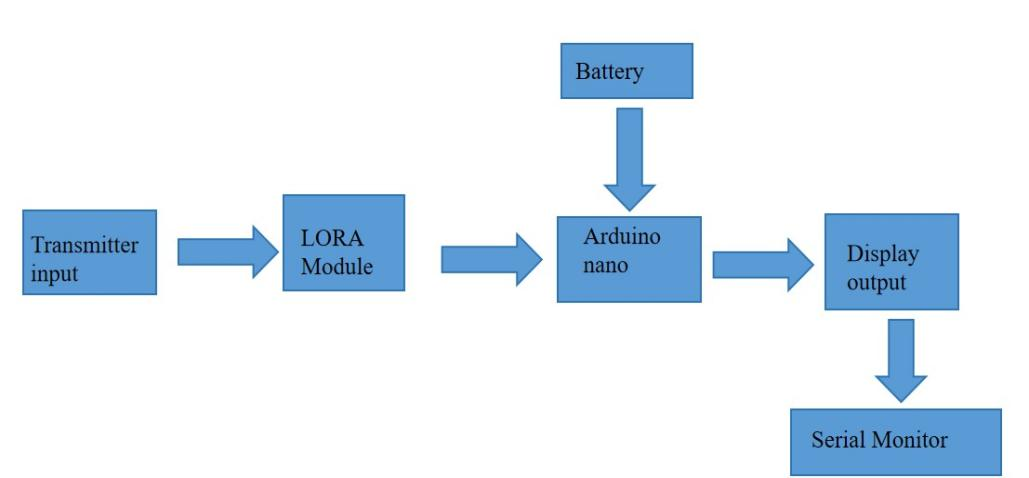 Battery
Transmitter
input
LORA
Module
Arduino
nano
Display
output
Serial Monitor